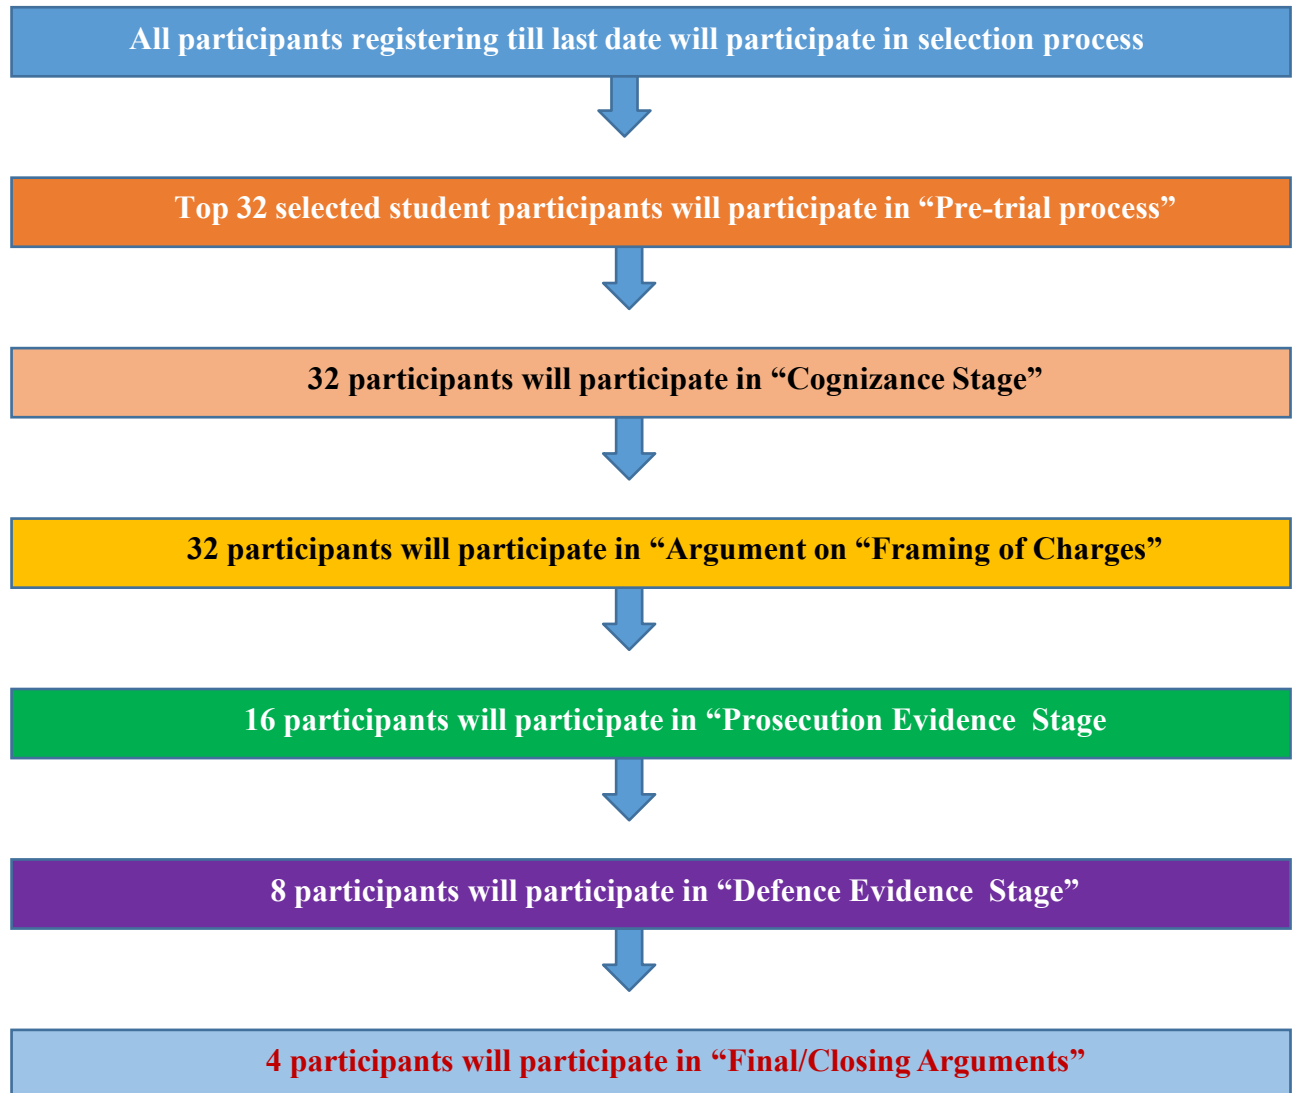 All participants registering till last date will participate in selection process
Top 32 selected student participants will participate in “Pre-trial process”
32 participants will participate in “Cognizance Stage”
32 participants will participate in “Argument on “Framing of Charges”
16 participants will participate in “Prosecution Evidence  Stage
8 participants will participate in “Defence Evidence  Stage”
4 participants will participate in “Final/Closing Arguments”